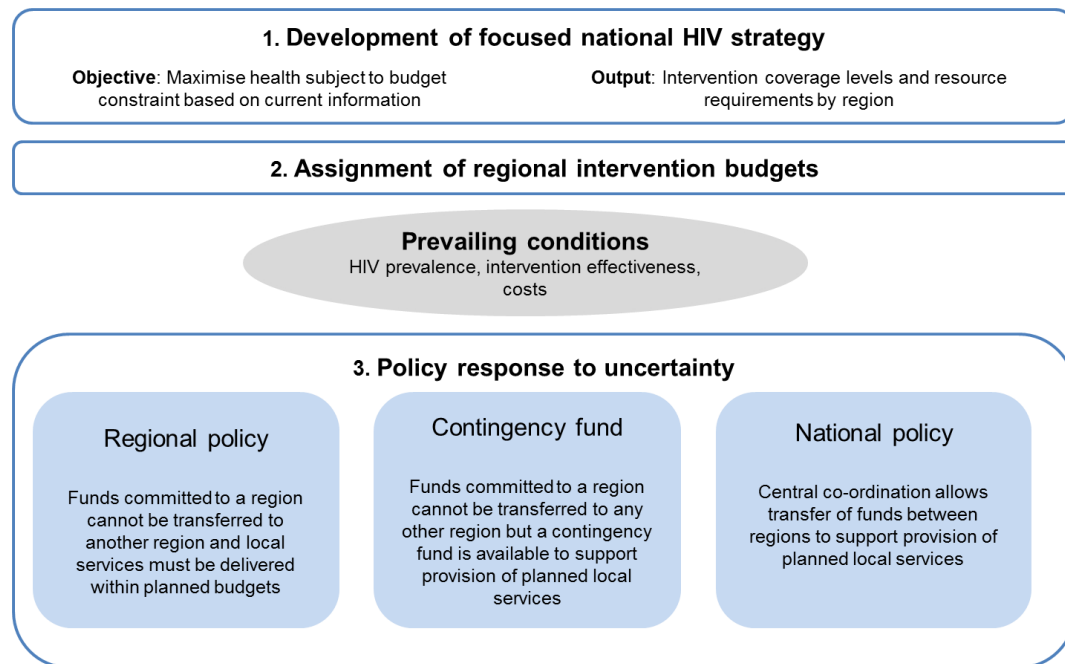 1. Development of focused national HIV strategy
Objective: Maximise health subject to budget
constraint based on current information
Output: Intervention coverage levels and resource
requirements by region
2. Assignment of regional intervention budgets
Prevailing conditions
HIV prevalence, intervention effectiveness,
costs
3. Policy response to uncertainty
Regional policy
Funds committed to a region
cannot be transferred to
another region and local
services must be delivered
within planned budgets
Contingency fund
Funds committed to a region
cannot be transferred to any
other region but a contingency
fund is available to support
provision of planned local
services
National policy
Central co-ordination allows
transfer of funds between
regions to support provision of
planned local services